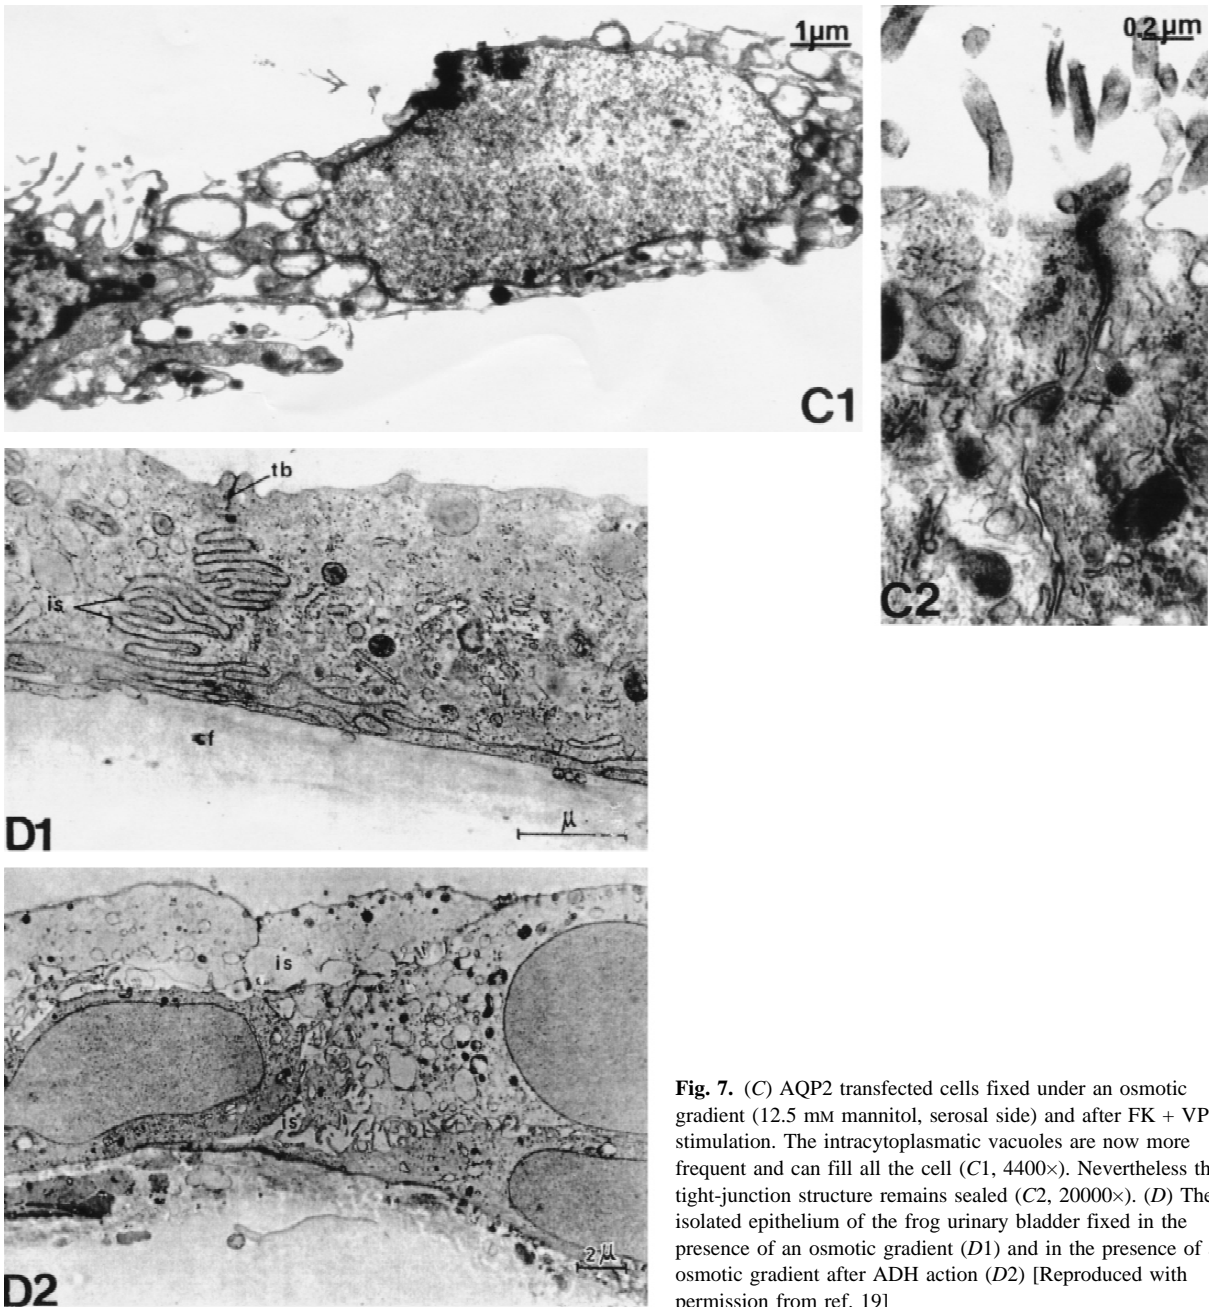 1µm
C1
0.2 µm
C2
tb
is
cf
µ
D1
is
is
2µ
D2
Fig. 7. (C) AQP2 transfected cells fixed under an osmotic
gradient (12.5 mM mannitol, serosal side) and after FK + VP
stimulation. The intracytoplasmatic vacuoles are now more
frequent and can fill all the cell (C1, 4400×). Nevertheless th
tight-junction structure remains sealed (C2, 20000×). (D) The
isolated epithelium of the frog urinary bladder fixed in the
presence of an osmotic gradient (D1) and in the presence of
osmotic gradient after ADH action (D2) [Reproduced with
permission from ref. 19]